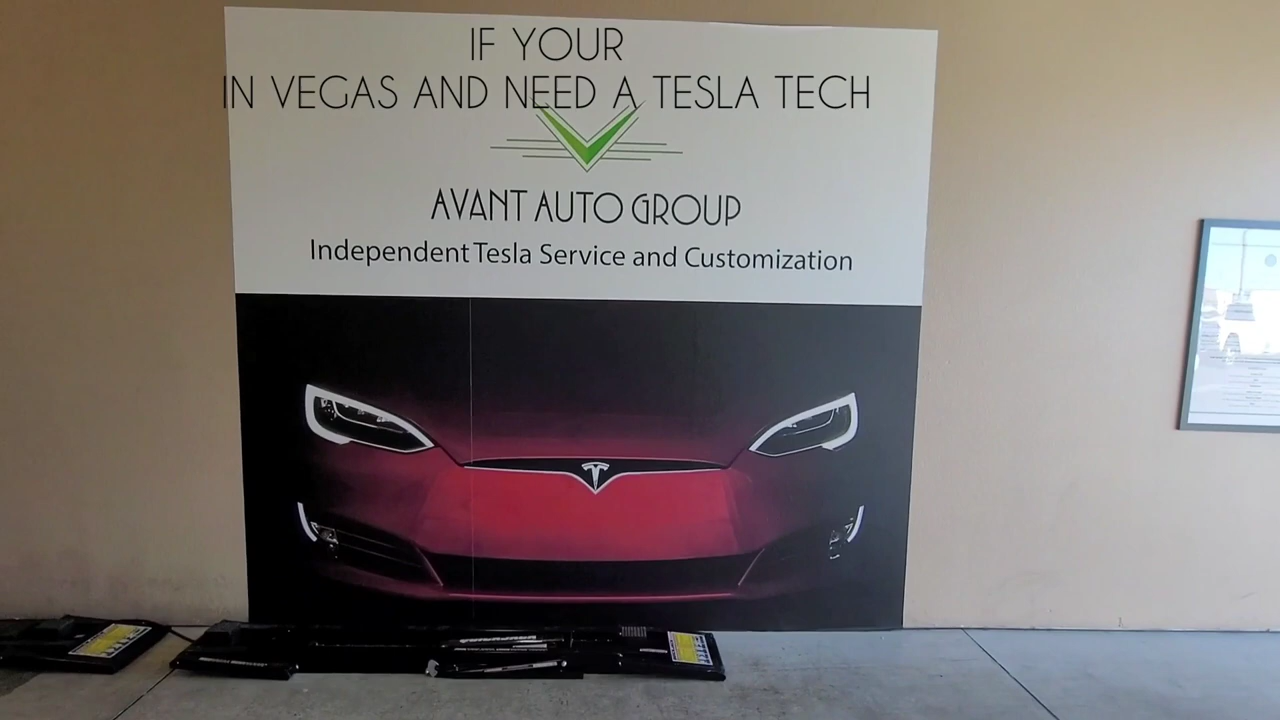 IF YOUR
IN VEGAS AND NEED A TESLA TECH
AVANT AUTO GROUP
Independent Tesla Service and Customization